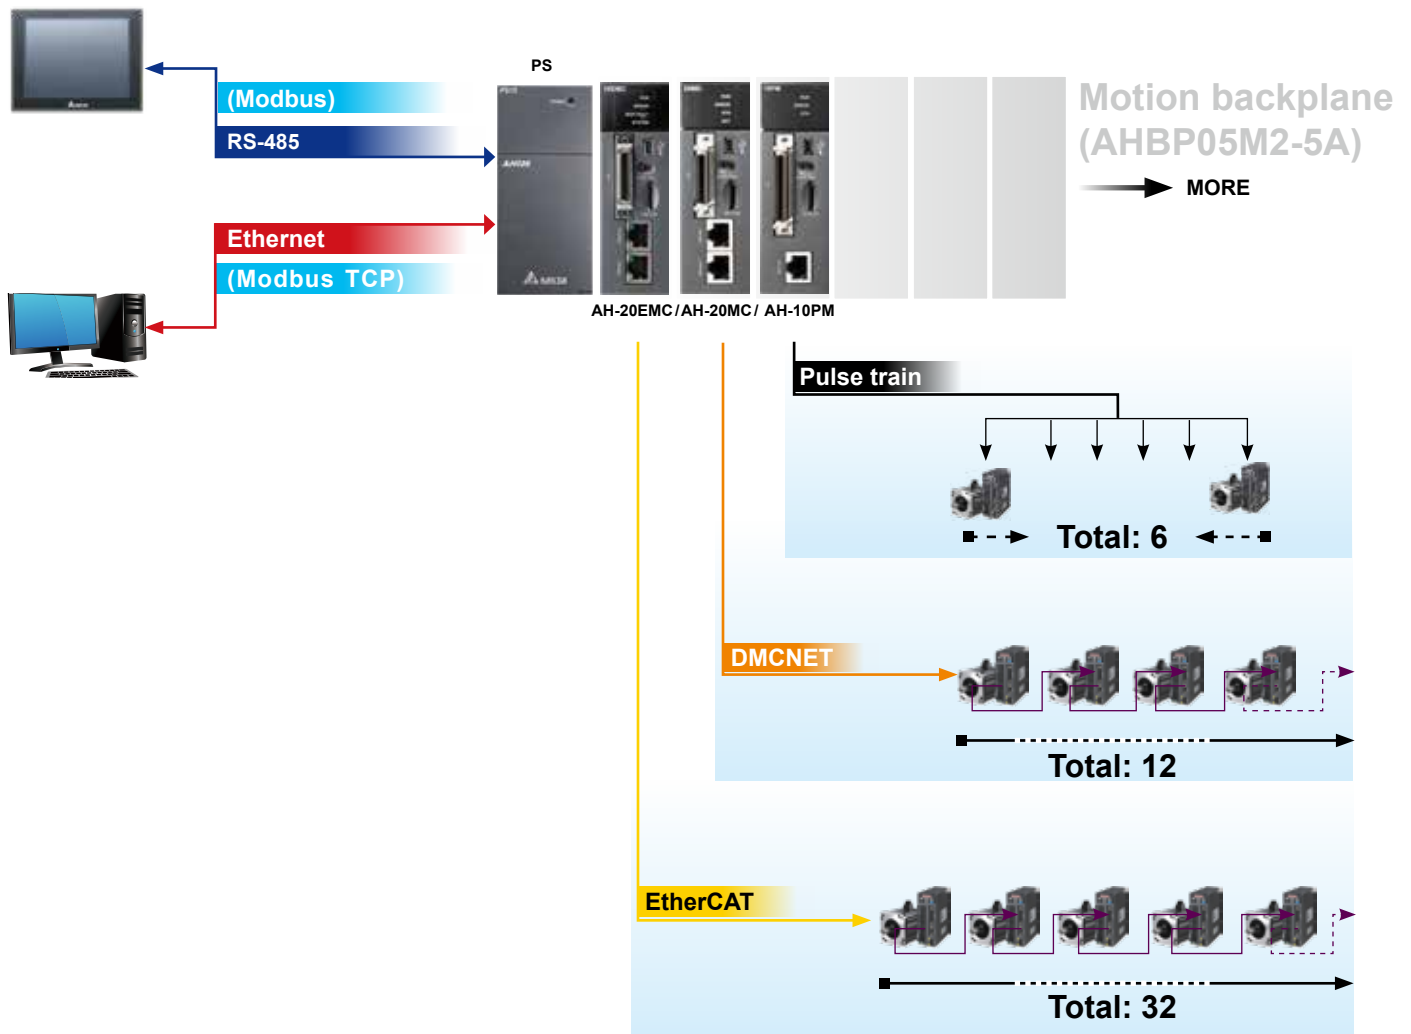 PS
(Modbus)
RS-485
Ethernet
(Modbus TCP)
Motion backplane
(AHBP05M2-5A)
MORE
AH-20EMC / AH-20MC / AH-10PM
Pulse train
Total: 6
DMCNET
Total: 12
EtherCAT
Total: 32